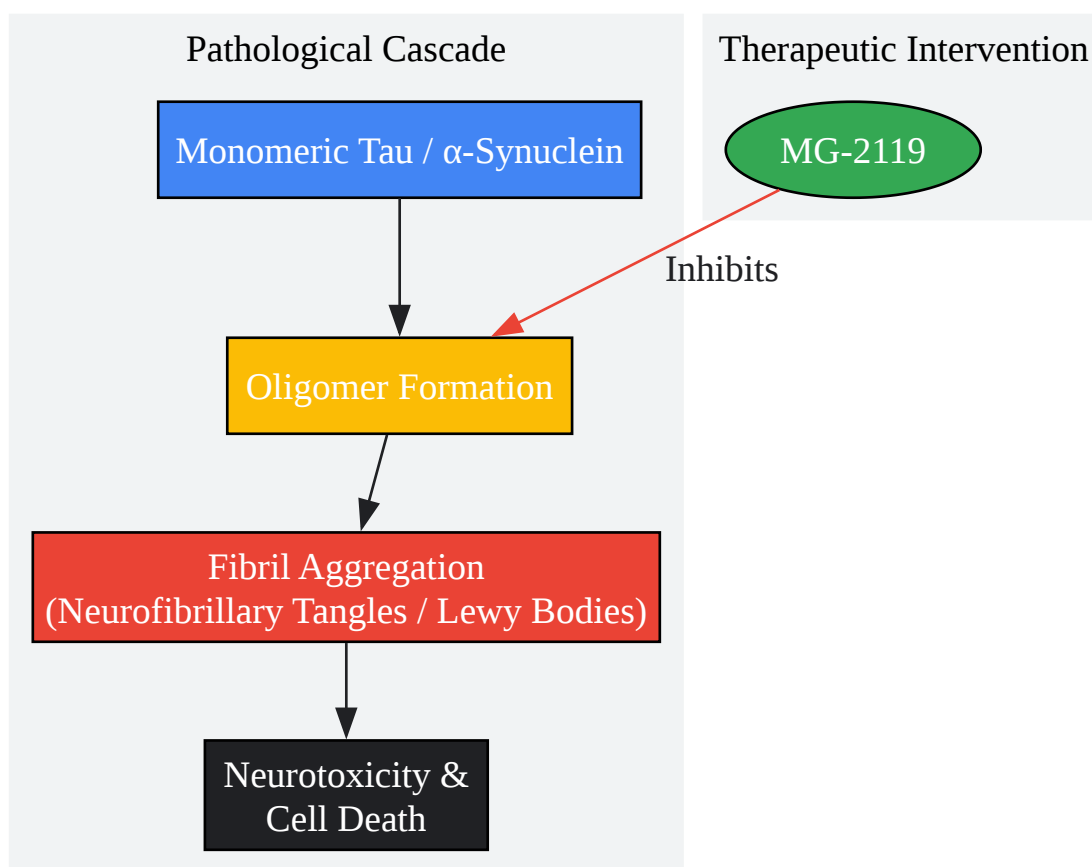 Pathological Cascade
Therapeutic Intervention
Monomeric Tau / α-Synuclein
MG-2119
Inhibits
Oligomer Formation
Fibril Aggregation
(Neurofibrillary Tangles / Lewy Bodies)
Neurotoxicity &
Cell Death